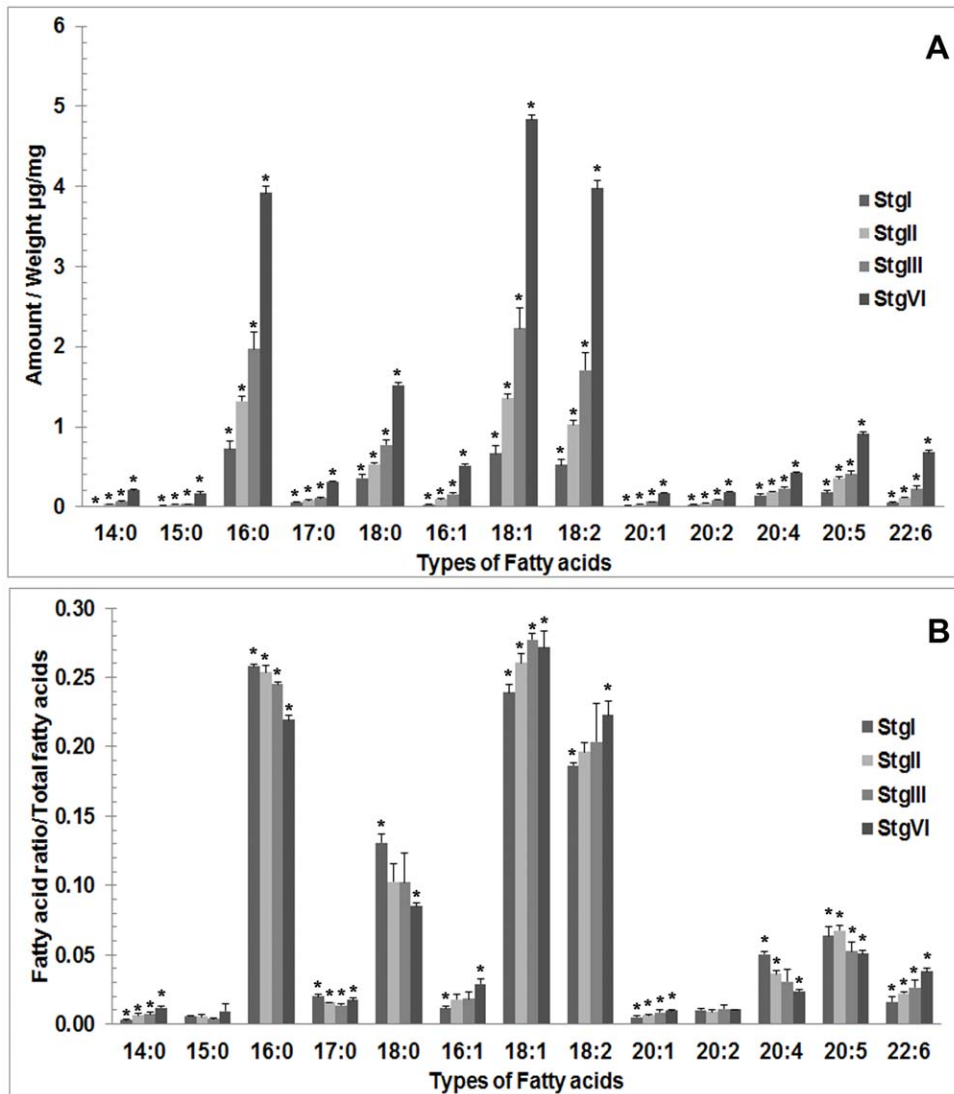 A
Amount / Weight µg/mg
6
5
4
3
2
1
0
StgI
StgII
StgIII
StgVI
* * * * * * * * * * * * * * * * * * * * * * * * * * * * * * * * * * * * * * * * * * * * * * * * * * * *
14:0 15:0 16:0 17:0 18:0 16:1 18:1 18:2 20:1 20:2 20:4 20:5 22:6
Types of Fatty acids
B
Fatty acid ratio/Total fatty acids
0.30
0.25
0.20
0.15
0.10
0.05
0.00
StgI
StgII
StgIII
StgVI
* * * * * * * * * * * * * * * * * * * * * * * * * * * * * * * * * * * * * *
14:0 15:0 16:0 17:0 18:0 16:1 18:1 18:2 20:1 20:2 20:4 20:5 22:6
Types of Fatty acids